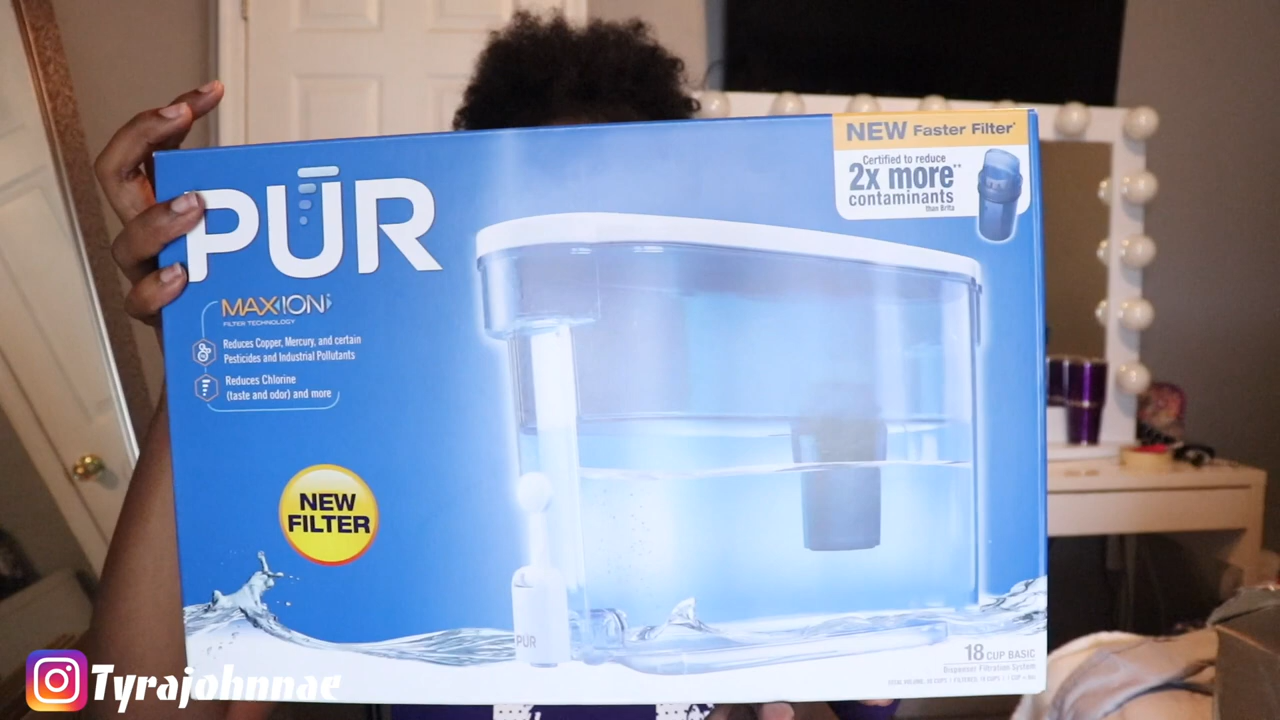 PŪR
MAXION
FILTER TECHNOLOGY
Reduces Copper, Mercury, and certain
Pesticides and Industrial Pollutants
Reduces Chlorine
(taste and odor) and more
NEW
FILTER
NEW Faster Filter*
Certified to reduce
2x more**
contaminants
than Brita
PUR
18 CUP BASIC
Dispenser Filtration System
Tyrajohnnae